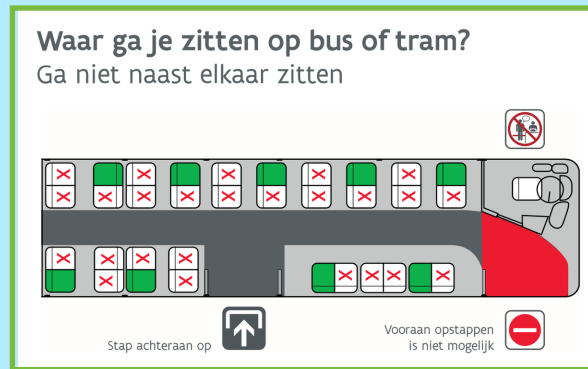 Waar ga je zitten op bus of tram?
Ga niet naast elkaar zitten
Stap achteraan op
Vooraan opstappen
is niet mogelijk